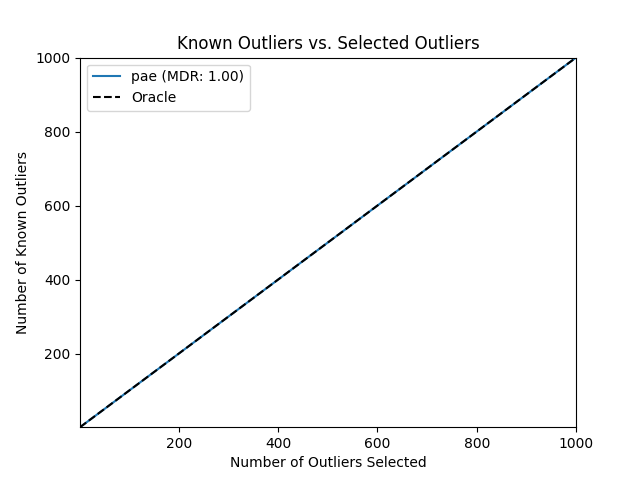 Known Outliers vs. Selected Outliers
pae (MDR: 1.00)
Oracle
1000
800
600
400
200
Number of Known Outliers
200 400 600 800 1000
Number of Outliers Selected